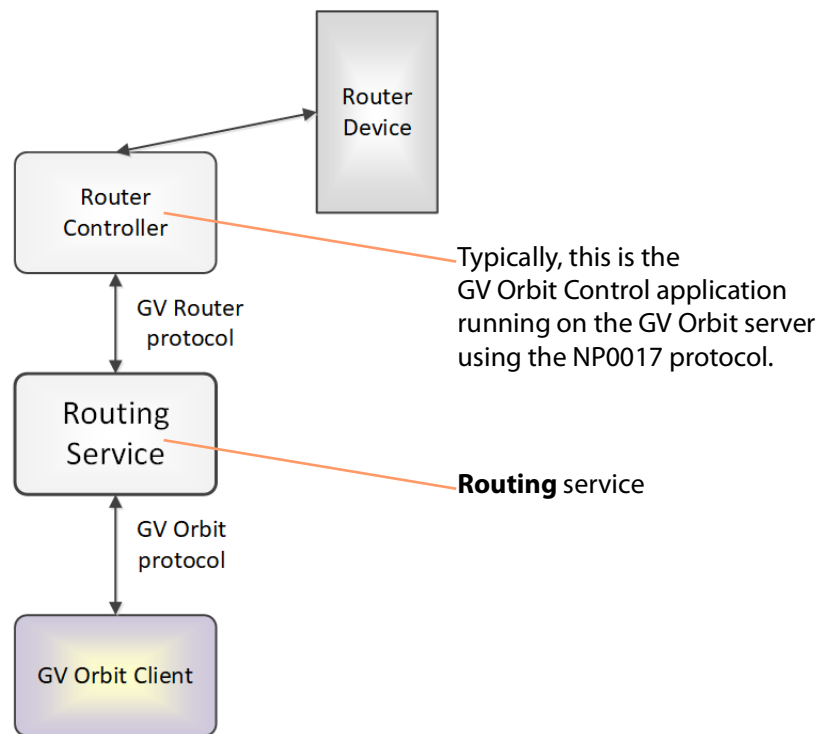 Router
Device
Router
Controller
Typically, this is the
GV Orbit Control application
running on the GV Orbit server
using the NP0017 protocol.
GV Router
protocol
Routing
Service
Routing service
GV Orbit
protocol
GV Orbit Client